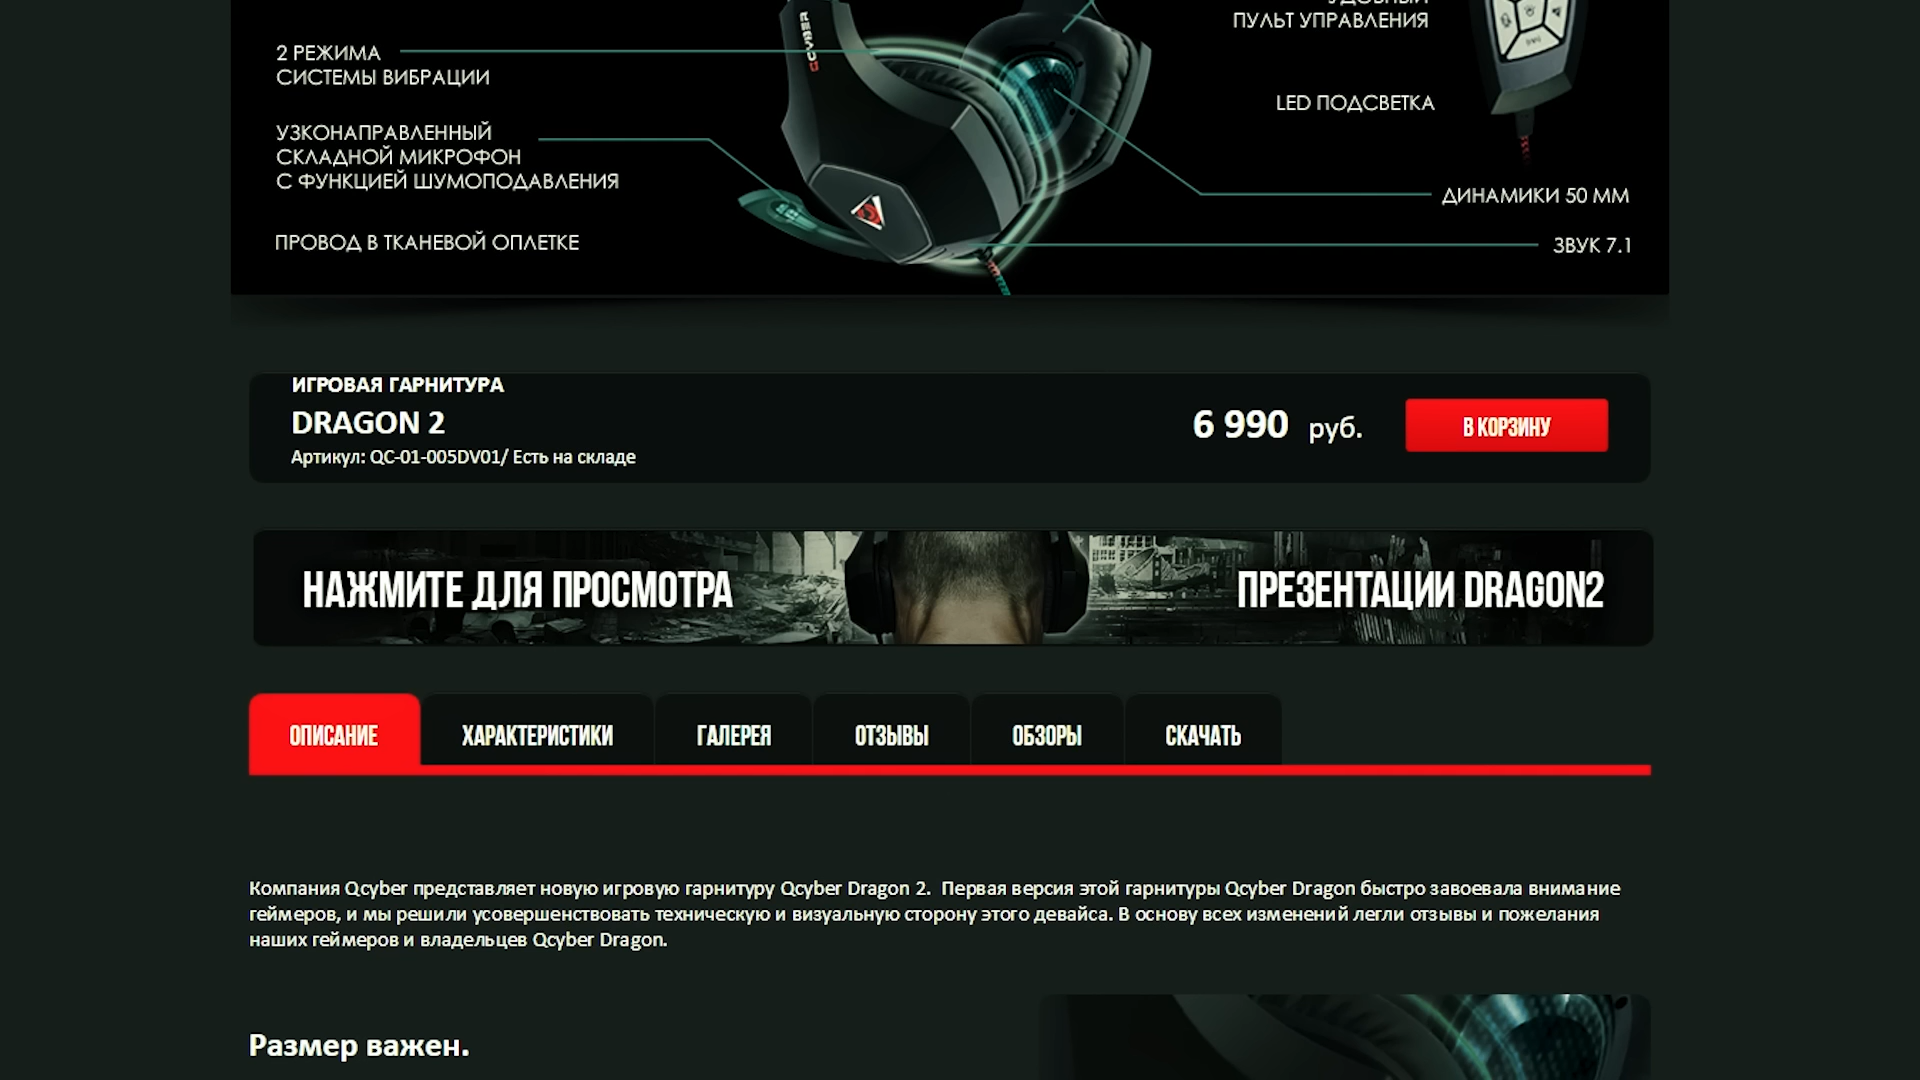 УДОБНЫЙ
ПУЛЬТ УПРАВЛЕНИЯ
2 РЕЖИМА
СИСТЕМЫ ВИБРАЦИИ
QCYBER
LED ПОДСВЕТКА
УЗКОНАПРАВЛЕННЫЙ
СКЛАДНОЙ МИКРОФОН
С ФУНКЦИЕЙ ШУМОПОДАВЛЕНИЯ
ДИНАМИКИ 50 ММ
ПРОВОД В ТКАНЕВОЙ ОПЛЕТКЕ
ЗВУК 7.1
ИГРОВАЯ ГАРНИТУРА
DRAGON 2
Артикул: QC-01-005DV01/ Есть на складе
6 990 руб.
В КОРЗИНУ
НАЖМИТЕ ДЛЯ ПРОСМОТРА
ПРЕЗЕНТАЦИИ DRAGON2
ОПИСАНИЕ
ХАРАКТЕРИСТИКИ
ГАЛЕРЕЯ
ОТЗЫВЫ
ОБЗОРЫ
СКАЧАТЬ
Компания Qcyber представляет новую игровую гарнитуру Qcyber Dragon 2. Первая версия этой гарнитуры Qcyber Dragon быстро завоевала внимание
геймеров, и мы решили усовершенствовать техническую и визуальную сторону этого девайса. В основу всех изменений легли отзывы и пожелания
наших геймеров и владельцев Qcyber Dragon.
Размер важен.